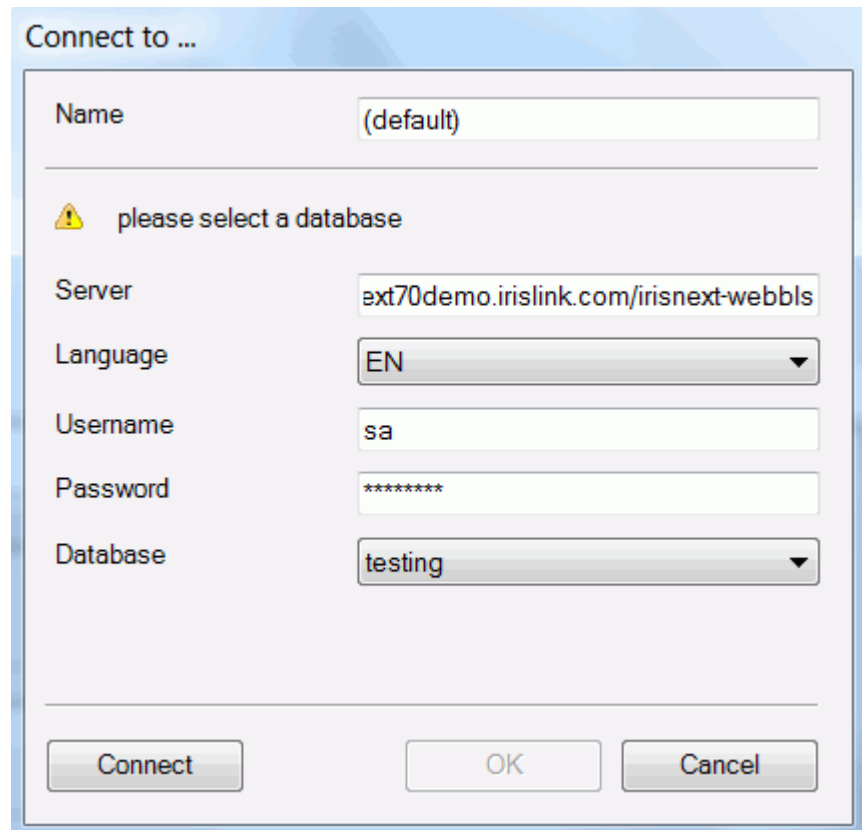 Connect to ...
Name (default)
please select a database
Server ext70demo.irislink.com/irisnext-webbls
Language EN
Username sa
Password ********
Database testing
Connect OK Cancel